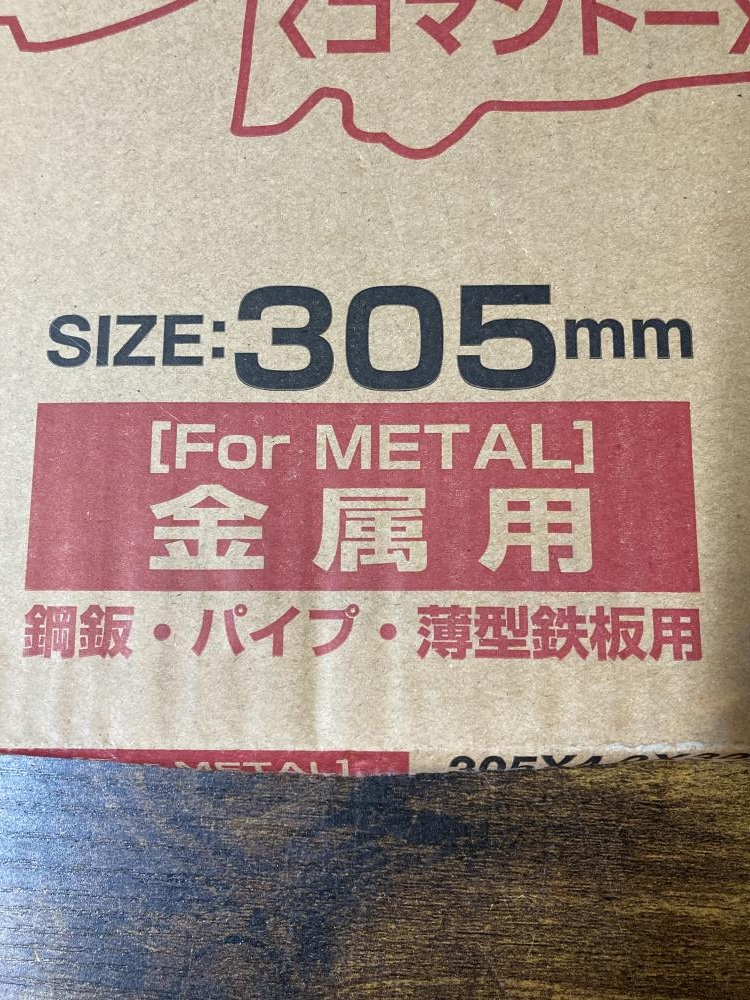 〈コマンドー〉
SIZE:305mm
[For METAL]
金属用
鋼鈑・パイプ・薄型鉄板用
METAL]